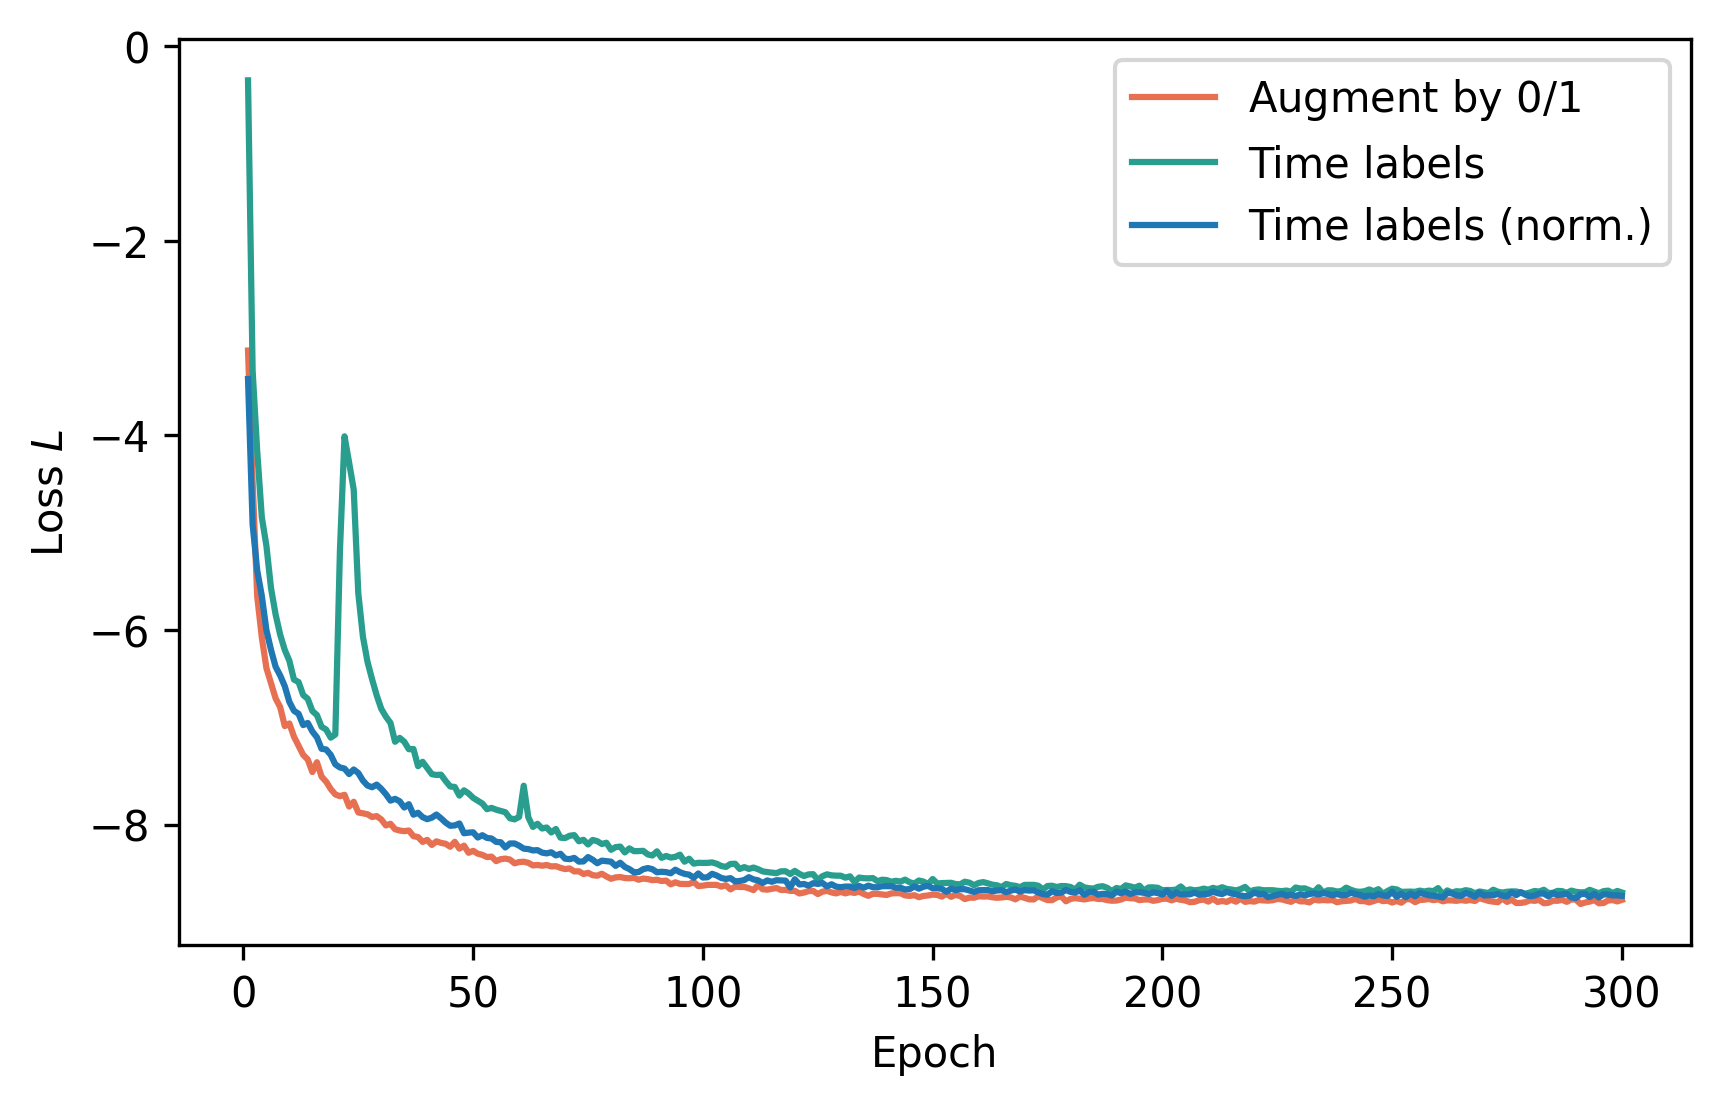 0
−2
−4
−6
−8
Loss L
Augment by 0/1
Time labels
Time labels (norm.)
0 50 100 150 200 250 300
Epoch